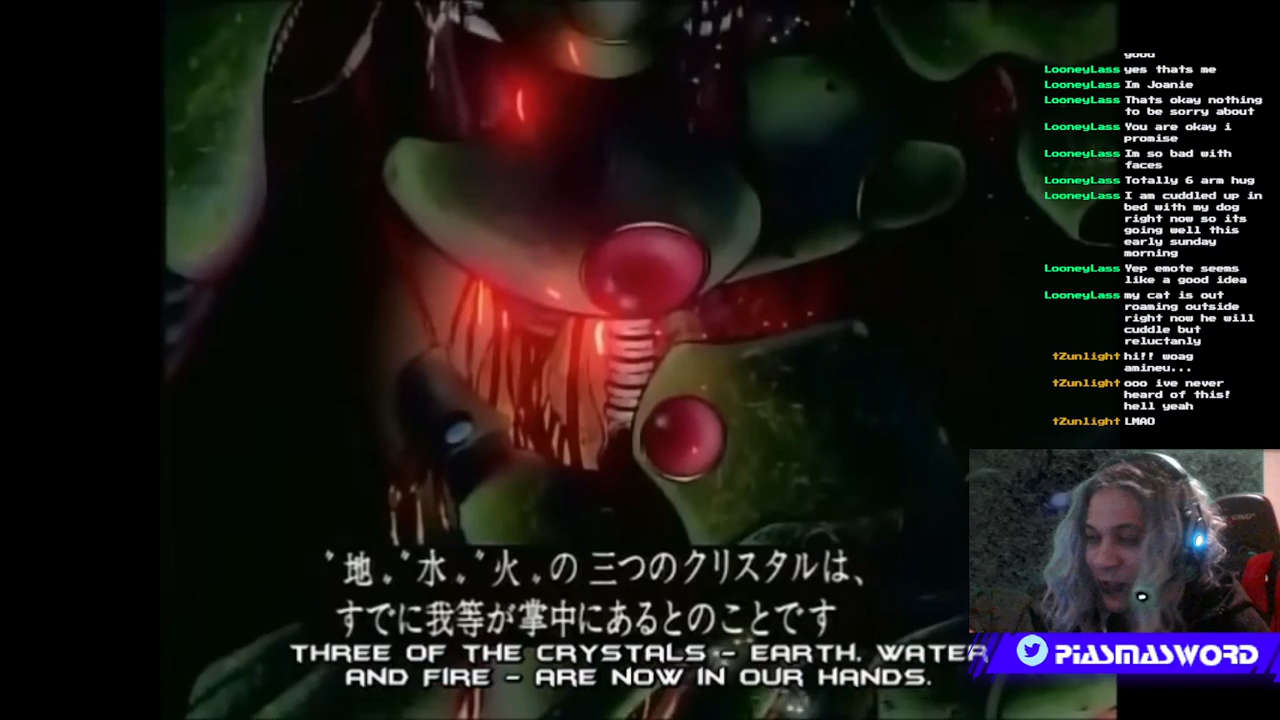 good
LooneyLass yes thats me
LooneyLass Im Joanie
LooneyLass Thats okay nothing
to be sorry about
LooneyLass You are okay i
promise
LooneyLass Im so bad with
faces
LooneyLass Totally 6 arm hug
LooneyLass I am cuddled up in
bed with my dog
right now so its
going well this
early sunday
morning
LooneyLass Yep emote seems
like a good idea
LooneyLass my cat is out
roaming outside
right now he will
cuddle but
reluctanly
tZunlight hi!! woag
amineu...
tZunlight ooo ive never
heard of this!
hell yeah
tZunlight LMAO
〝地〟〝水〟〝火〟の三つのクリスタルは、
すでに我等が掌中にあるとのことです
THREE OF THE CRYSTALS - EARTH, WATER
AND FIRE - ARE NOW IN OUR HANDS.
PiASMASWORD